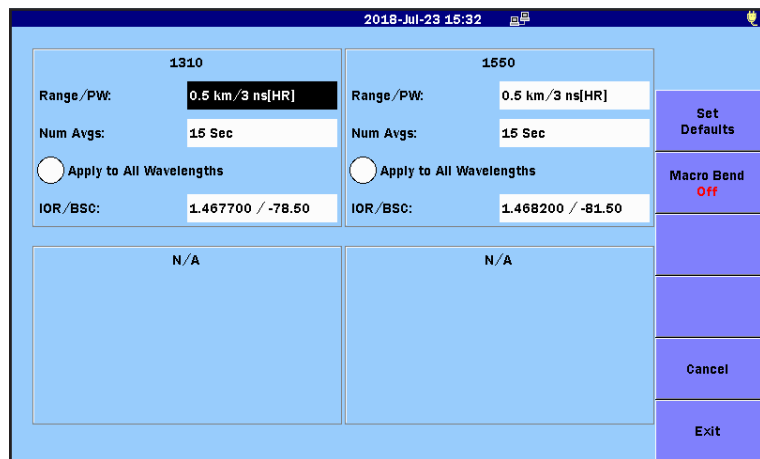 2018-Jul-23 15:32
1310
Range/PW: 0.5 km/3 ns[HR]
Num Avgs: 15 Sec
Apply to All Wavelengths
IOR/BSC: 1.467700 / -78.50
1550
Range/PW: 0.5 km/3 ns[HR]
Num Avgs: 15 Sec
Apply to All Wavelengths
IOR/BSC: 1.468200 / -81.50
N/A
N/A
Set
Defaults
Macro Bend
Off
Cancel
Exit